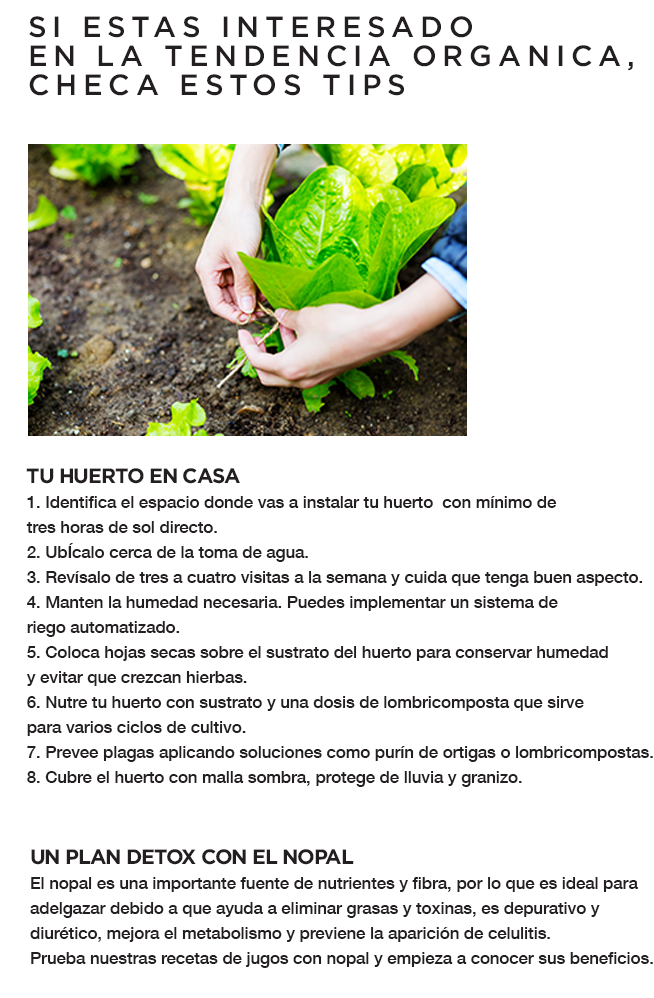 SI ESTAS INTERESADO
EN LA TENDENCIA ORGANICA,
CHECA ESTOS TIPS
TU HUERTO EN CASA
1. Identifica el espacio donde vas a instalar tu huerto  con mínimo de
tres horas de sol directo.
2. UbÍcalo cerca de la toma de agua.
3. Revísalo de tres a cuatro visitas a la semana y cuida que tenga buen aspecto.
4. Manten la humedad necesaria. Puedes implementar un sistema de
riego automatizado.
5. Coloca hojas secas sobre el sustrato del huerto para conservar humedad
y evitar que crezcan hierbas.
6. Nutre tu huerto con sustrato y una dosis de lombricomposta que sirve
para varios ciclos de cultivo.
7. Prevee plagas aplicando soluciones como purín de ortigas o lombricompostas.
8. Cubre el huerto con malla sombra, protege de lluvia y granizo.
UN PLAN DETOX CON EL NOPAL
El nopal es una importante fuente de nutrientes y fibra, por lo que es ideal para
adelgazar debido a que ayuda a eliminar grasas y toxinas, es depurativo y
diurético, mejora el metabolismo y previene la aparición de celulitis.
Prueba nuestras recetas de jugos con nopal y empieza a conocer sus beneficios.